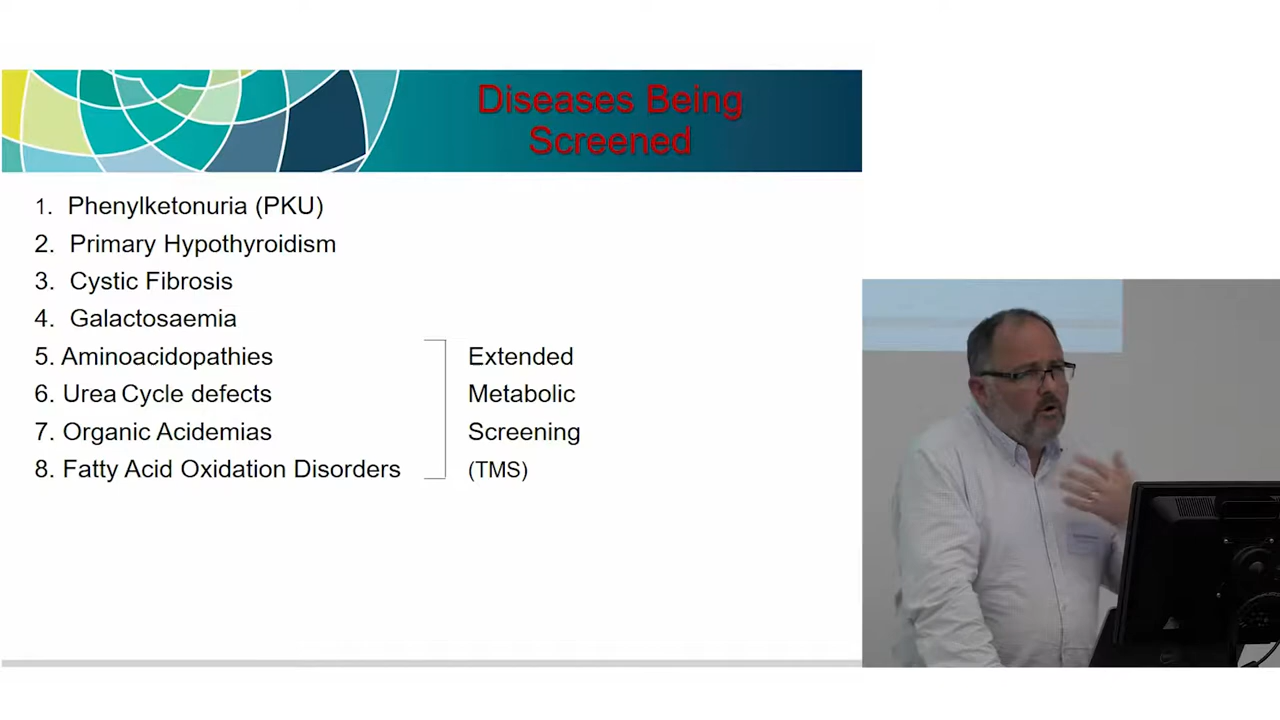 Diseases Being
Screened
1. Phenylketonuria (PKU)
2. Primary Hypothyroidism
3. Cystic Fibrosis
4. Galactosaemia
5. Aminoacidopathies
6. Urea Cycle defects
7. Organic Acidemias
8. Fatty Acid Oxidation Disorders
Extended
Metabolic
Screening
(TMS)